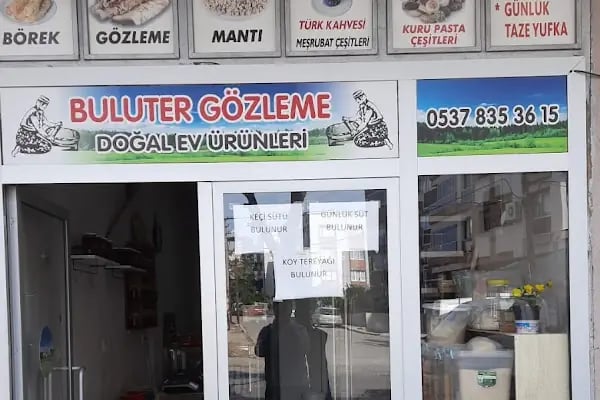 BÖREK
GÖZLEME
MANTI
TÜRK KAHVESİ
MEŞRUBAT ÇEŞİTLERİ
KURU PASTA
ÇEŞİTLERİ
* GÜNLUK
TAZE YUFKA
BULUTER GÖZLEME
DOĞAL EV ÜRÜNLERİ
0537 835 36 15
KEÇİ SÜTÜ
BULUNUR
GÜNLÜK SÜT
BULUNUR
KÖY TEREYAĞI
BULUNUR